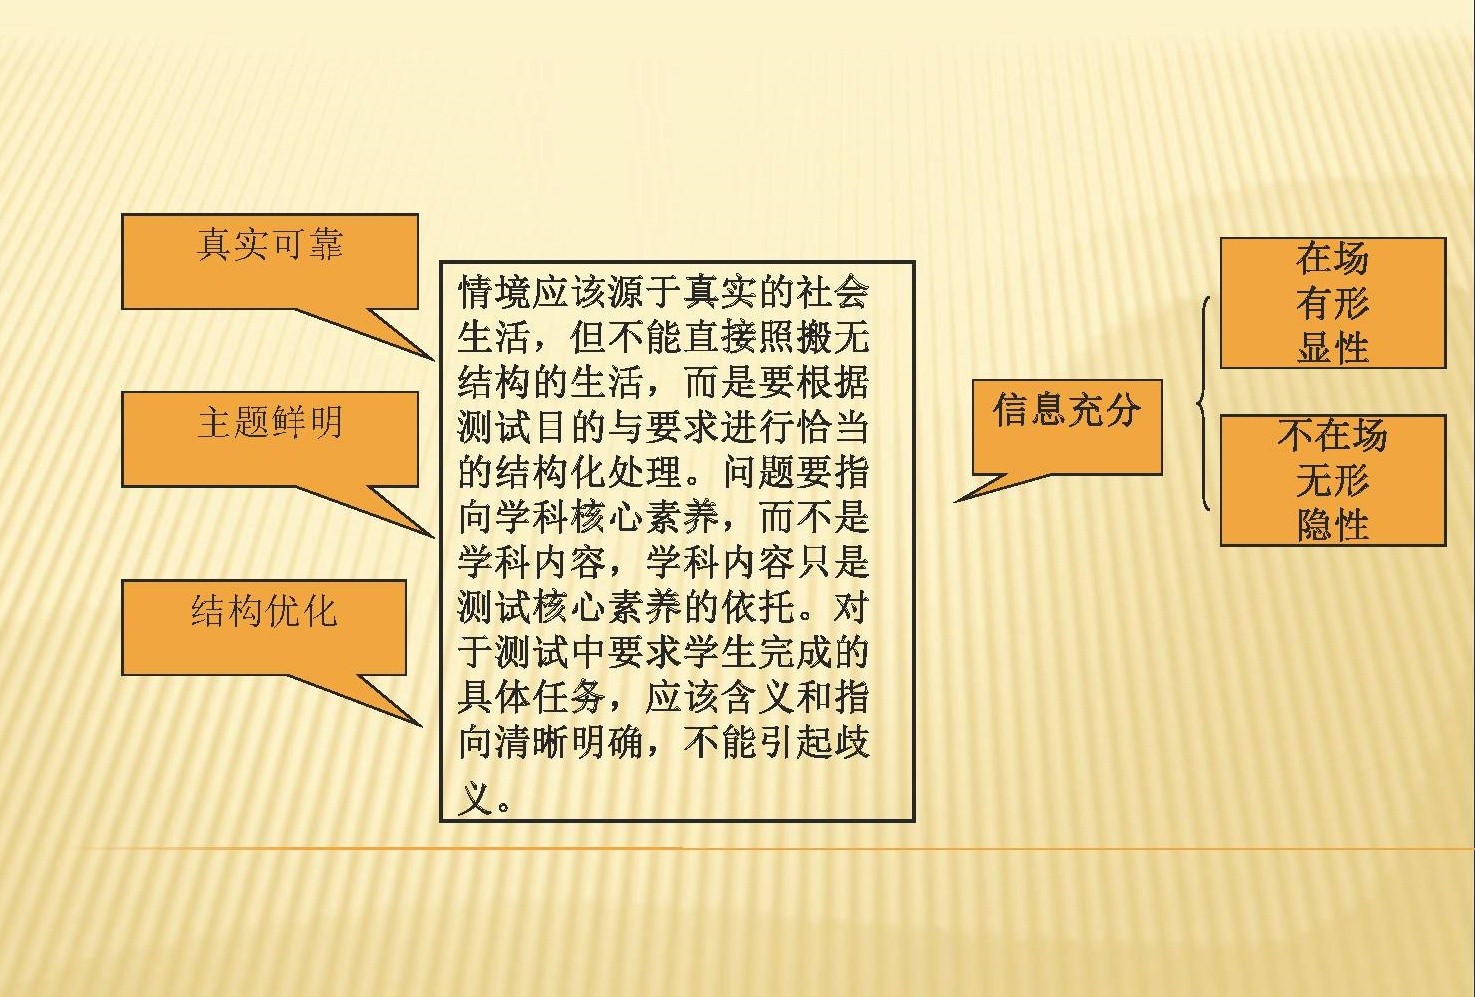 真实可靠
主题鲜明
结构优化
情境应该源于真实的社会
生活，但不能直接照搬无
结构的生活，而是要根据
测试目的与要求进行恰当
的结构化处理。问题要指
向学科核心素养，而不是
学科内容，学科内容只是
测试核心素养的依托。对
于测试中要求学生完成的
具体任务，应该含义和指
向清晰明确，不能引起歧
义。
信息充分
在场
有形
显性
不在场
无形
隐性